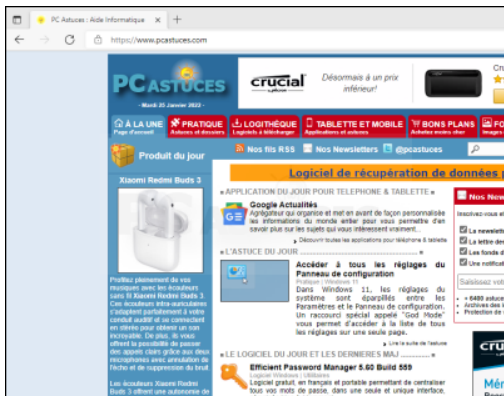 PC Astuces : Aide Informatique
https://www.pcastuces.com
PC ASTUCES
- Mardi 25 Janvier 2022 -
crucial
Désormais à un prix
inférieur!
Cru
À LA UNE
Page d'accueil
PRATIQUE
Astuces et dossiers
LOGITHÈQUE
Logiciels à télécharger
TABLETTE ET MOBILE
Applications et astuces
BONS PLANS
Achetez moins cher
FO
Images
Nos fils RSS
Nos Newsletters
@pcastuces
Produit du jour
Logiciel de récupération de données p
Xiaomi Redmi Buds 3
Profitez pleinement de vos
musiques avec les écouteurs
sans fil Xiaomi Redmi Buds 3.
Ces écouteurs intra-auriculaires
s'adaptent parfaitement à votre
conduit auditif et se connectent
en stéréo pour obtenir un son
incroyable. De plus, ils vous
offrent la possibilité de passer
des appels clairs grâce aux deux
microphones avec annulation de
l'écho et de suppression du bruit.
Les écouteurs Xiaomi Redmi
Buds 3 offrent une autonomie de
APPLICATION DU JOUR POUR TELEPHONE & TABLETTE
Google Actualités
Agrégateur qui organise et met en avant de façon personnalisée
les informations du monde entier pour vous permettre d'en
savoir plus sur les sujets qui vous intéressent vraiment...
Découvrir toutes les applications pour téléphone & tablette
L'ASTUCE DU JOUR
Accéder à tous les réglages du
Panneau de configuration
Pratique | Windows 11
Dans Windows 11, les réglages du
système sont éparpillés entre les
Paramètres et le Panneau de configuration.
Un raccourci spécial appelé "God Mode"
vous permet d'accéder à la liste de tous
les réglages sur une seule page.
Lire la suite de l'astuce
LE LOGICIEL DU JOUR ET LES DERNIERES MAJ
Efficient Password Manager 5.60 Build 559
Logiciel Windows | Utilitaires
Logiciel gratuit, en français et portable permettant de centraliser
tous vos mots de passe, dans une seule et unique interface,
Nos New
Inscrivez-vous et
La newslette
La lettre des
Les fonds d
Une notificat
Saisissez vot
+ 6480 astuce
Archives des l
Protection de
cru
Mém